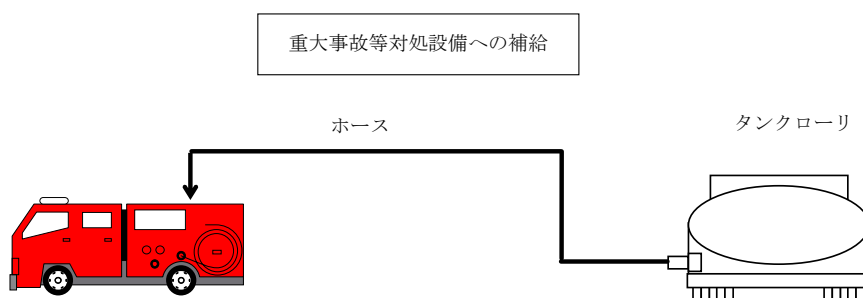 重大事故等対処設備への補給
ホース
タンクローリ